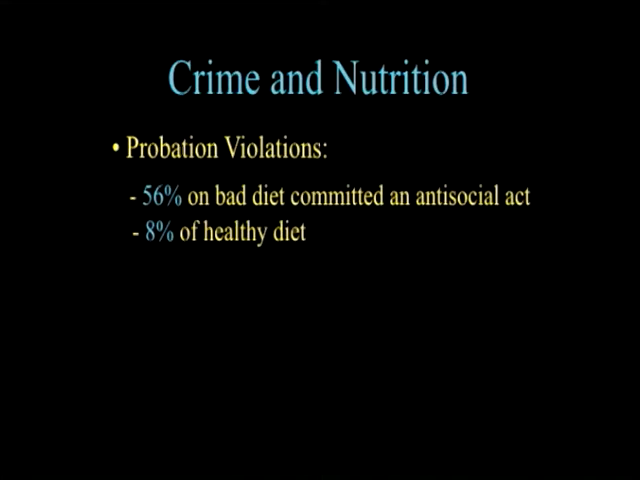 Crime and Nutrition
• Probation Violations:
- 56% on bad diet committed an antisocial act
- 8% of healthy diet